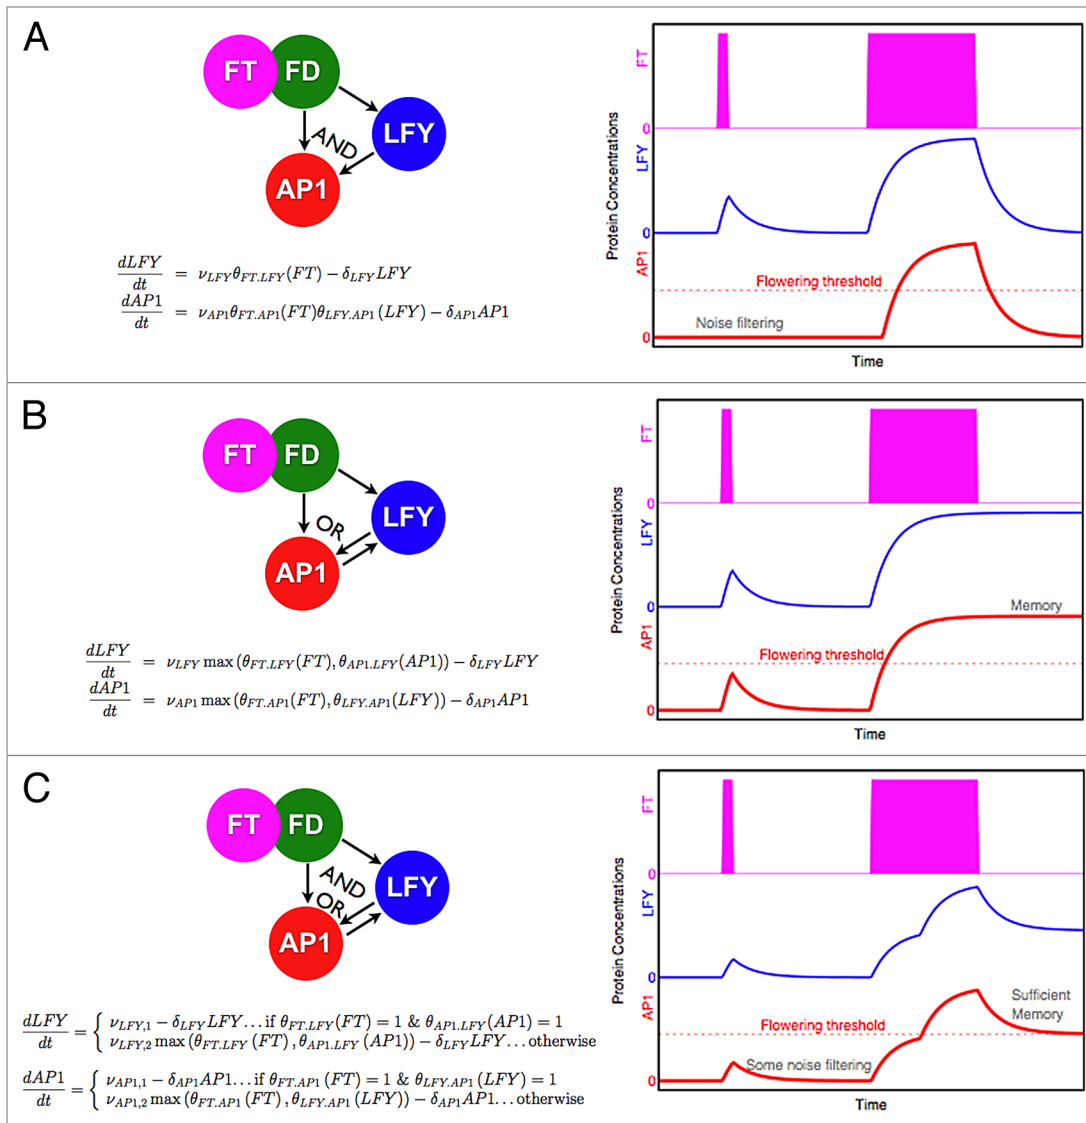 A
FT
FD
LFY
AND
AP1
dLFY/dt = ν_LFY θ_FT.LFY (FT) − δ_LFY LFY
dAP1/dt = ν_AP1 θ_FT.AP1 (FT) θ_LFY.AP1 (LFY) − δ_AP1 AP1
Protein Concentrations
FT
0
LFY
0
AP1
Flowering threshold
Noise filtering
0
Time
B
FT
FD
LFY
OR
AP1
dLFY/dt = ν_LFY max (θ_FT.LFY (FT), θ_AP1.LFY (AP1)) − δ_LFY LFY
dAP1/dt = ν_AP1 max (θ_FT.AP1 (FT), θ_LFY.AP1 (LFY)) − δ_AP1 AP1
Protein Concentrations
FT
0
LFY
0
Memory
AP1
Flowering threshold
0
Time
C
FT
FD
LFY
AND
OR
AP1
dLFY/dt = { ν_LFY,1 − δ_LFY LFY...if θ_FT.LFY (FT) = 1 & θ_AP1.LFY (AP1) = 1
ν_LFY,2 max (θ_FT.LFY (FT), θ_AP1.LFY (AP1)) − δ_LFY LFY...otherwise
dAP1/dt = { ν_AP1,1 − δ_AP1 AP1...if θ_FT.AP1 (FT) = 1 & θ_LFY.AP1 (LFY) = 1
ν_AP1,2 max (θ_FT.AP1 (FT), θ_LFY.AP1 (LFY)) − δ_AP1 AP1...otherwise
Protein Concentrations
FT
0
LFY
0
AP1
Sufficient
Memory
Flowering threshold
Some noise filtering
0
Time